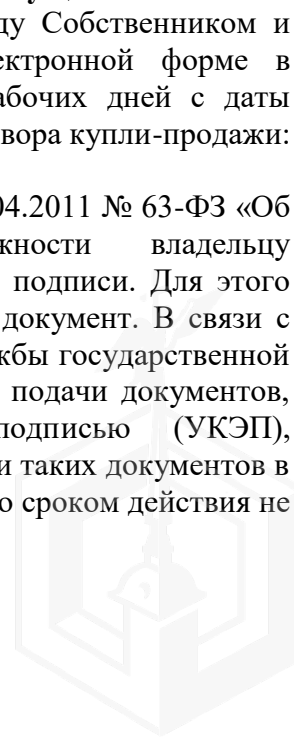 ду Собственником и
ектронной форме в
абочих дней с даты
вора купли-продажи:
04.2011 № 63-ФЗ «Об
жности владельцу
подписи. Для этого
документ. В связи с
жбы государственной
подачи документов,
подписью (УКЭП),
и таких документов в
о сроком действия не